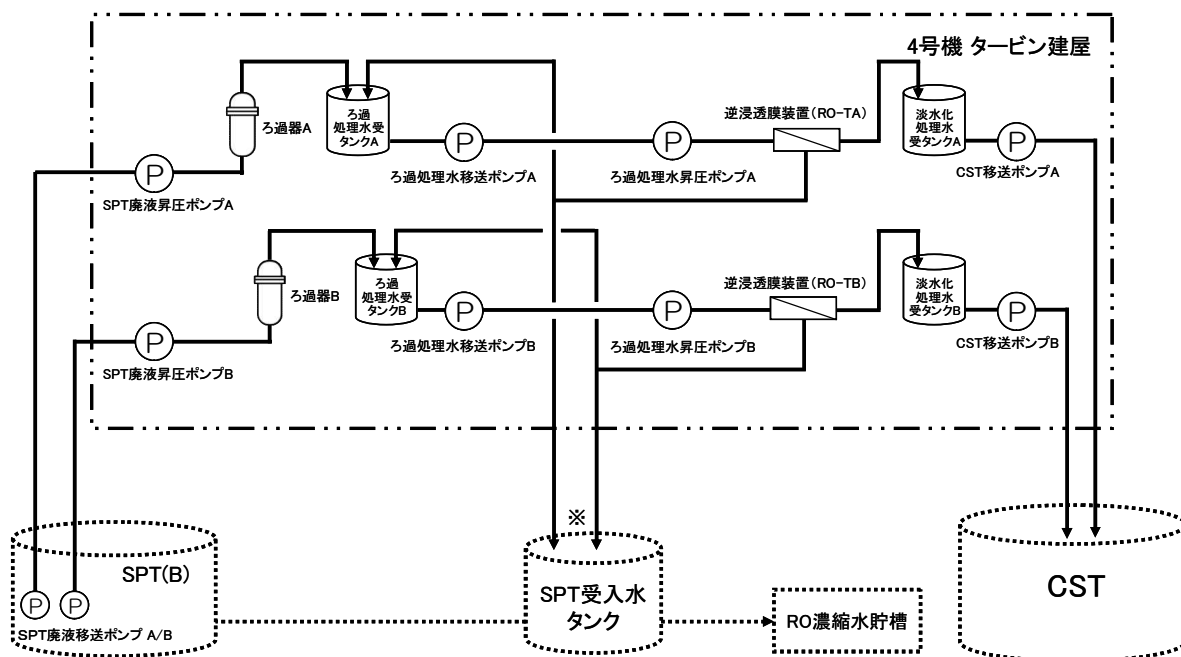 4号機 タービン建屋
ろ過器A
ろ過
処理水受
タンクA
逆浸透膜装置(RO-TA)
淡水化
処理水
受タンクA
P
P
P
P
SPT廃液昇圧ポンプA
ろ過処理水移送ポンプA
ろ過処理水昇圧ポンプA
CST移送ポンプA
ろ過器B
ろ過
処理水受
タンクB
逆浸透膜装置(RO-TB)
淡水化
処理水
受タンクB
P
P
P
P
SPT廃液昇圧ポンプB
ろ過処理水移送ポンプB
ろ過処理水昇圧ポンプB
CST移送ポンプB
※
SPT(B)
P
P
SPT廃液移送ポンプ A/B
SPT受入水
タンク
RO濃縮水貯槽
CST